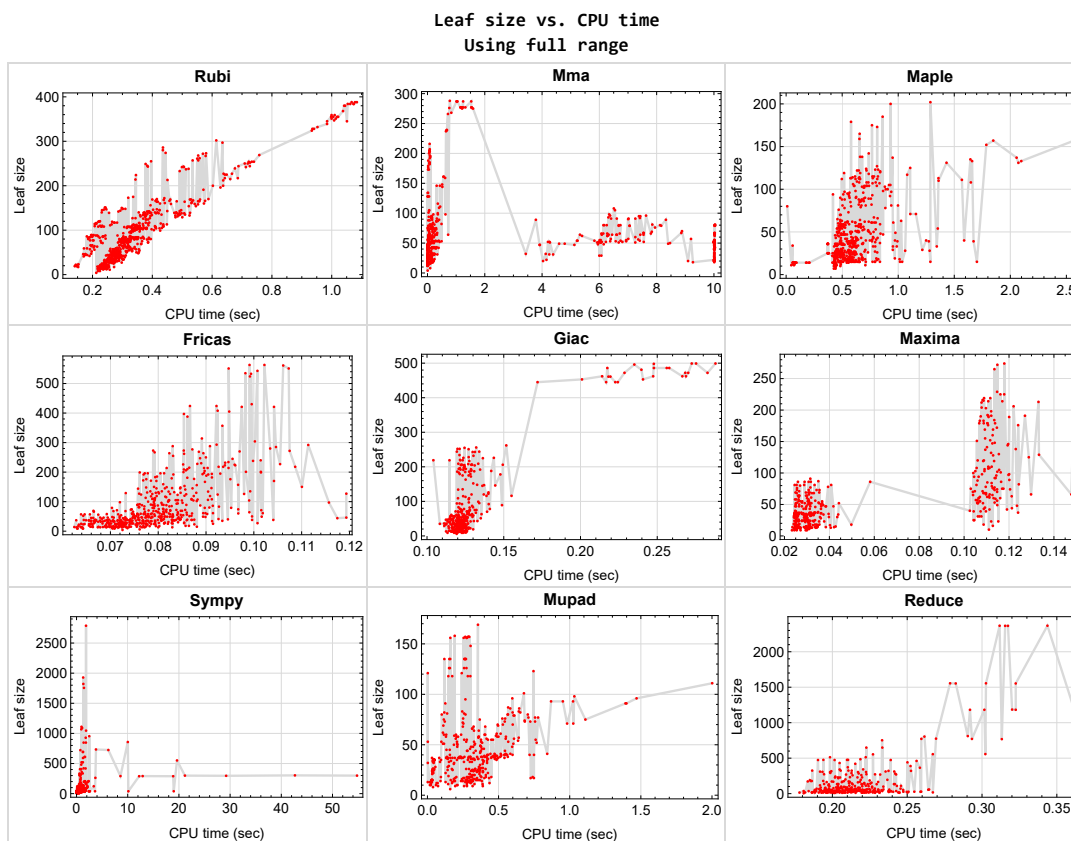 Leaf size vs. CPU time
Using full range
Rubi
Leaf size
400
300
200
100
0
0.2 0.4 0.6 0.8 1.0
CPU time (sec)
Mma
Leaf size
300
250
200
150
100
50
0
0 2 4 6 8 10
CPU time (sec)
Maple
Leaf size
200
150
100
50
0
0.0 0.5 1.0 1.5 2.0 2.5
CPU time (sec)
Fricas
Leaf size
500
400
300
200
100
0
0.07 0.08 0.09 0.10 0.11 0.12
CPU time (sec)
Giac
Leaf size
500
400
300
200
100
0
0.10 0.15 0.20 0.25
CPU time (sec)
Maxima
Leaf size
250
200
150
100
50
0
0.02 0.04 0.06 0.08 0.10 0.12 0.14
CPU time (sec)
Sympy
Leaf size
2500
2000
1500
1000
500
0
0 10 20 30 40 50
CPU time (sec)
Mupad
Leaf size
150
100
50
0
0.0 0.5 1.0 1.5 2.0
CPU time (sec)
Reduce
Leaf size
2000
1500
1000
500
0
0.20 0.25 0.30 0.35
CPU time (sec)